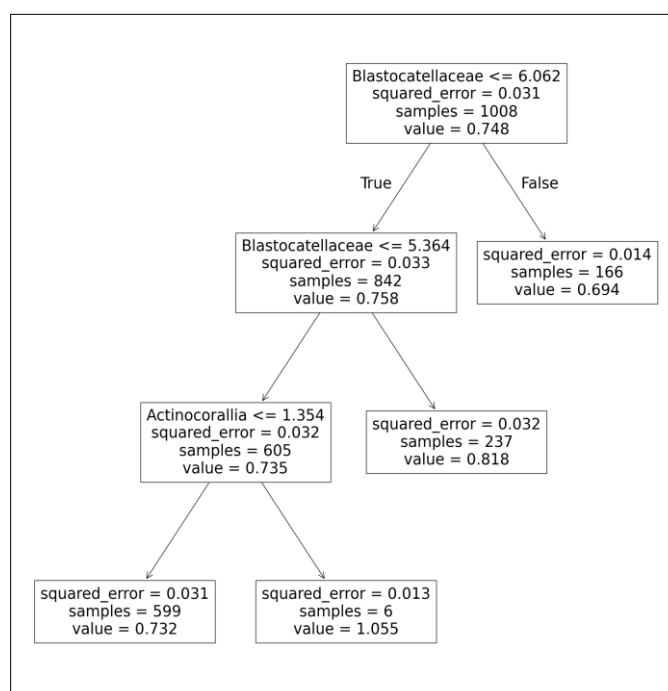 Blastocatellaceae <= 6.062
squared_error = 0.031
samples = 1008
value = 0.748
True
False
Blastocatellaceae <= 5.364
squared_error = 0.033
samples = 842
value = 0.758
squared_error = 0.014
samples = 166
value = 0.694
Actinocorallia <= 1.354
squared_error = 0.032
samples = 605
value = 0.735
squared_error = 0.032
samples = 237
value = 0.818
squared_error = 0.031
samples = 599
value = 0.732
squared_error = 0.013
samples = 6
value = 1.055